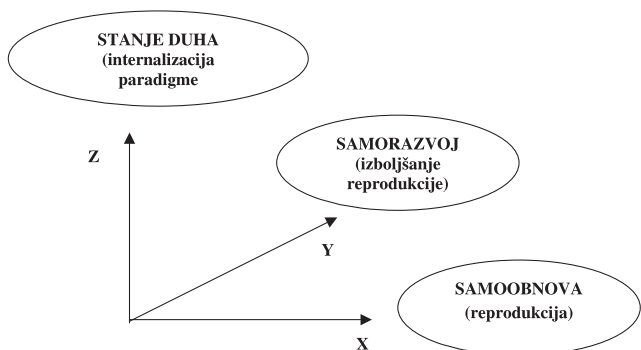 STANJE DUHA
(internalizacija
paradigme
Z
SAMORAZVOJ
(izboljšanje
reprodukcije)
Y
SAMOOBNOVA
(reprodukcija)
X